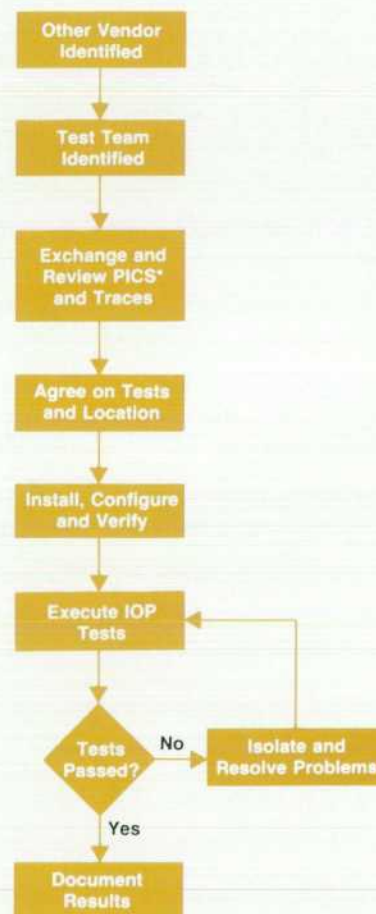 Other Vendor
Identified
Test Team
Identified
Exchange and
Review PICS*
and Traces
Agree on Tests
and Location
Install, Configure
and Verify
Execute IOP
Tests
Tests
Passed?
No
Isolate and
Resolve Problems
Yes
Document
Results